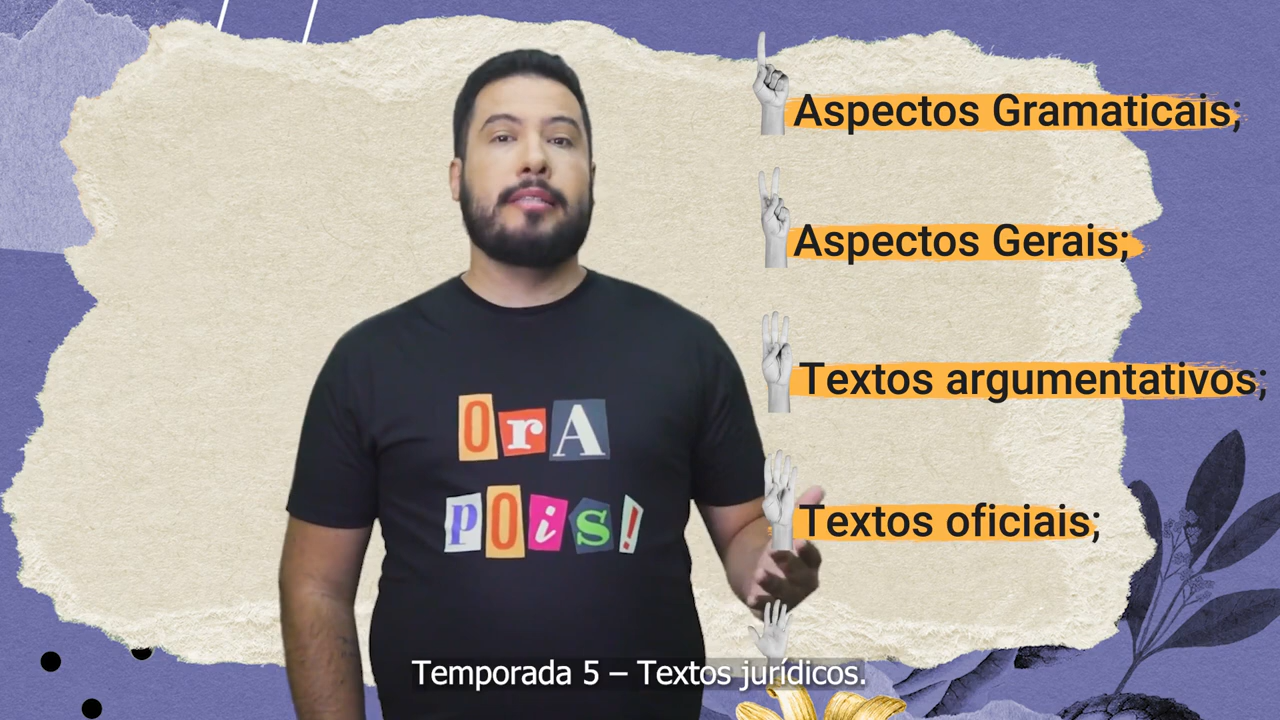 Aspectos Gramaticais;
Aspectos Gerais;
Textos argumentativos;
Textos oficiais;
OrA
POis!
Temporada 5 – Textos jurídicos.